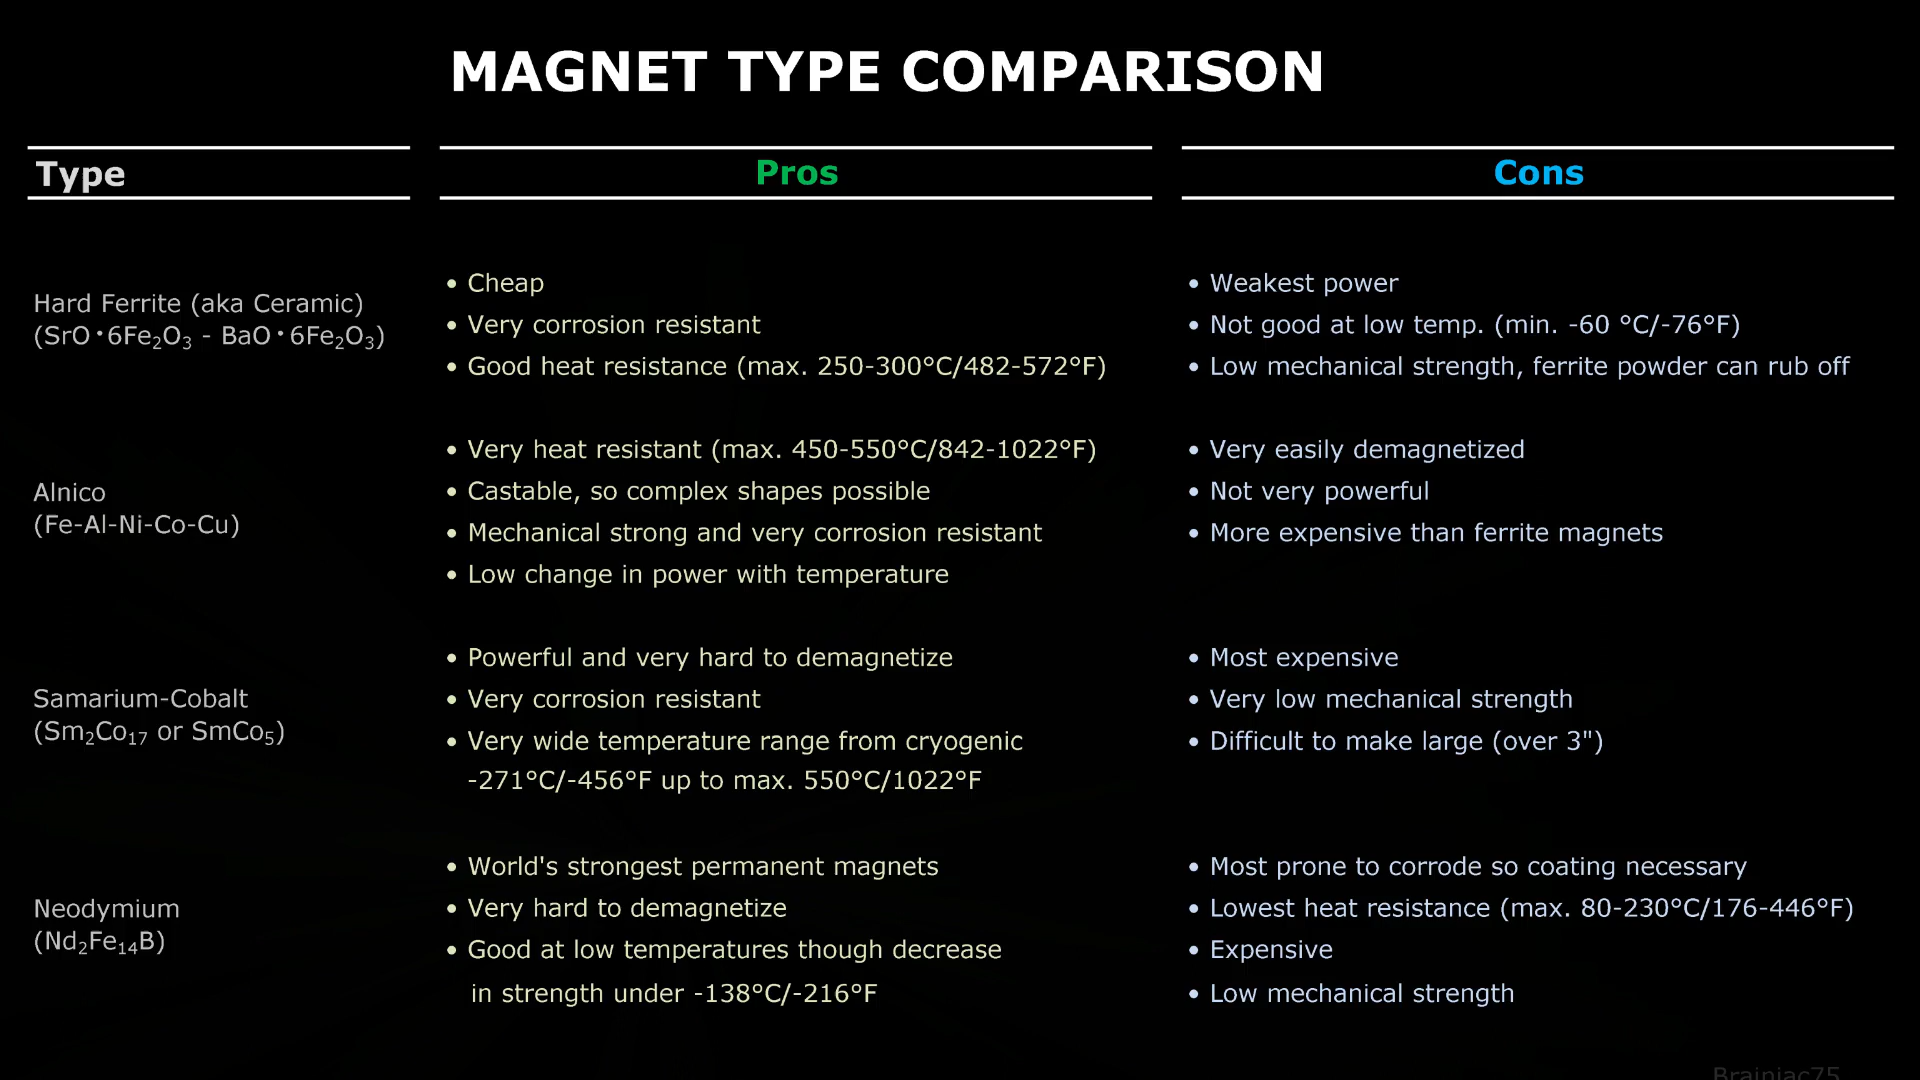 MAGNET TYPE COMPARISON
Type
Pros
Cons
Hard Ferrite (aka Ceramic)
(SrO·6Fe₂O₃ - BaO·6Fe₂O₃)
• Cheap
• Very corrosion resistant
• Good heat resistance (max. 250-300°C/482-572°F)
• Weakest power
• Not good at low temp. (min. -60 °C/-76°F)
• Low mechanical strength, ferrite powder can rub off
Alnico
(Fe-Al-Ni-Co-Cu)
• Very heat resistant (max. 450-550°C/842-1022°F)
• Castable, so complex shapes possible
• Mechanical strong and very corrosion resistant
• Low change in power with temperature
• Very easily demagnetized
• Not very powerful
• More expensive than ferrite magnets
Samarium-Cobalt
(Sm₂Co₁₇ or SmCo₅)
• Powerful and very hard to demagnetize
• Very corrosion resistant
• Very wide temperature range from cryogenic
-271°C/-456°F up to max. 550°C/1022°F
• Most expensive
• Very low mechanical strength
• Difficult to make large (over 3")
Neodymium
(Nd₂Fe₁₄B)
• World's strongest permanent magnets
• Very hard to demagnetize
• Good at low temperatures though decrease
in strength under -138°C/-216°F
• Most prone to corrode so coating necessary
• Lowest heat resistance (max. 80-230°C/176-446°F)
• Expensive
• Low mechanical strength
Brainiac75